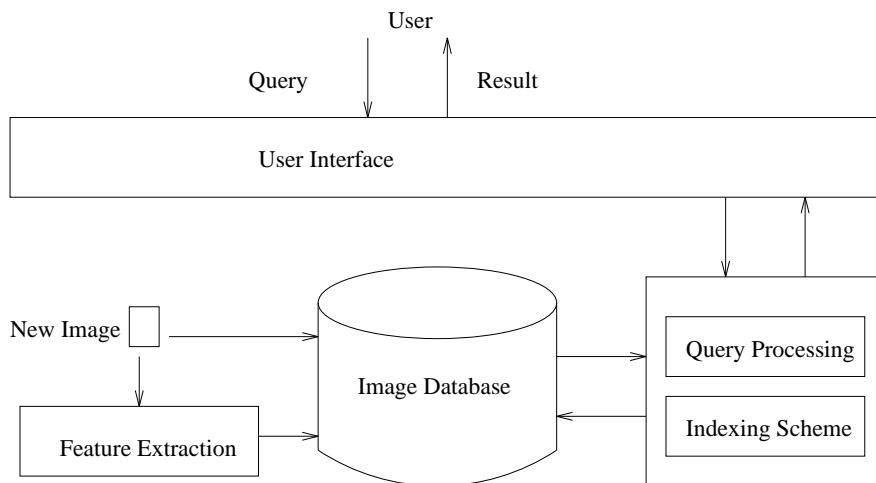 User
Query
Result
User Interface
New Image
Query Processing
Image Database
Indexing Scheme
Feature Extraction